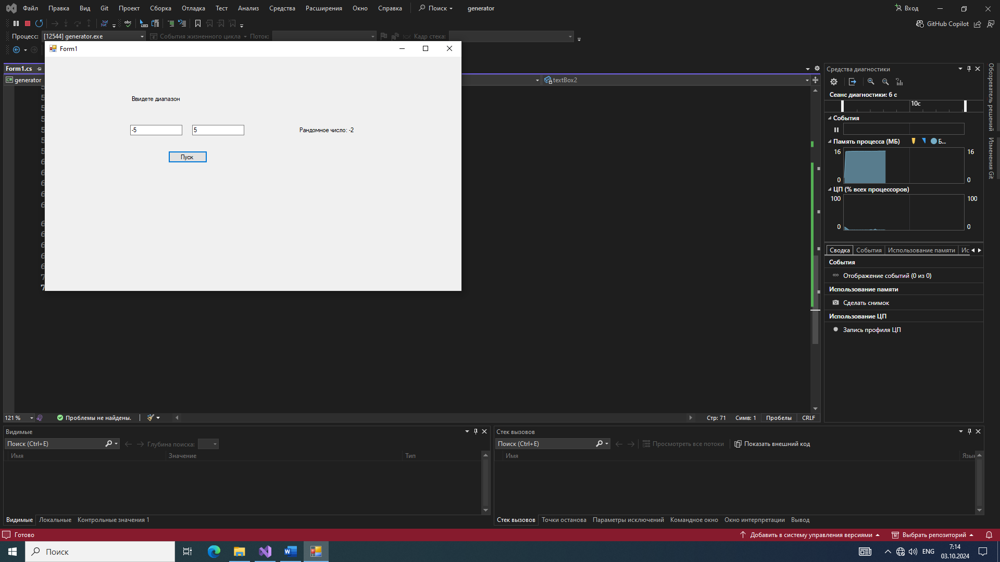 Файл Правка Вид Git Проект Сборка Отладка Тест Анализ Средства Расширения Окно Справка Поиск generator Вход
GitHub Copilot
Процесс: [12544] generator.exe События жизненного цикла Поток: Кадр стека:
Form1
Form1.cs
generator
textBox2
Ввидете диапазон
-5 5 Рандомное число: -2
Пуск
Средства диагностики
Сеанс диагностики: 6 с
10с
События
Память процесса (МБ) Б...
16 16
0 0
ЦП (% всех процессоров)
100 100
0 0
Сводка События Использование памяти Ис
События
Отображение событий (0 из 0)
Использование памяти
Сделать снимок
Использование ЦП
Запись профиля ЦП
Обозреватель решений
Изменения Git
121 % Проблемы не найдены. Стр: 71 Симв: 1 Пробелы CRLF
Видимые
Поиск (Ctrl+E) Глубина поиска:
Имя Значение Тип
Видимые Локальные Контрольные значения 1
Стек вызовов
Поиск (Ctrl+E) Просмотреть все потоки Показать внешний код
Имя Язык
Стек вызовов Точки останова Параметры исключений Командное окно Окно интерпретации Вывод
Готово Добавить в систему управления версиями Выбрать репозиторий
Поиск ENG 7:14
03.10.2024